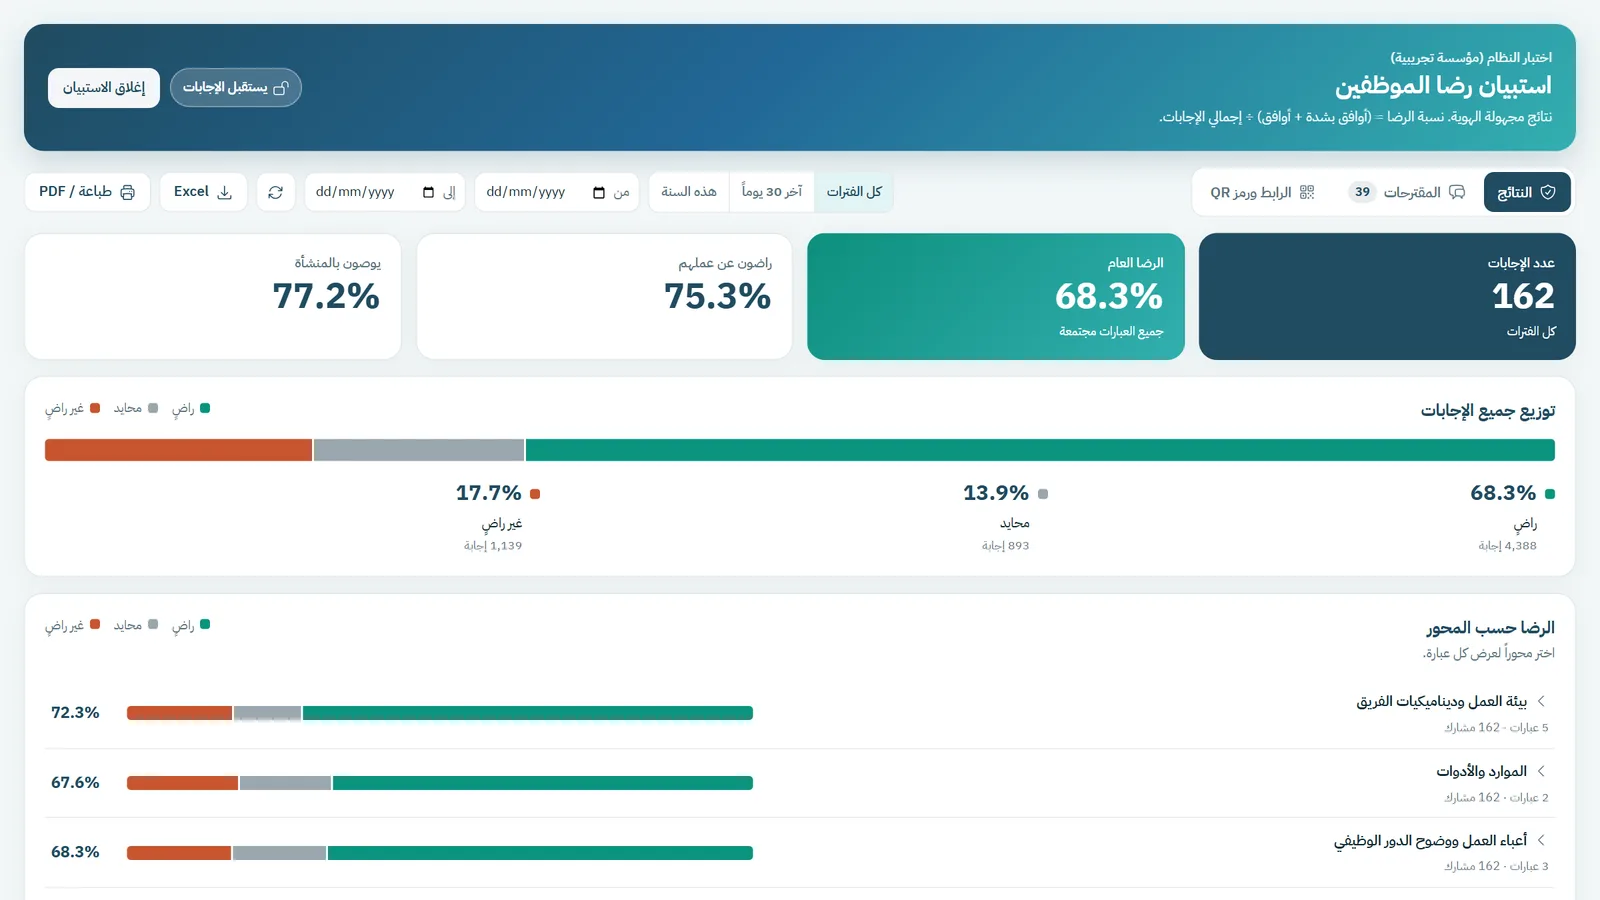 اختبار النظام (مؤسسة تجريبية)
استبيان رضا الموظفين
نتائج مجهولة الهوية. نسبة الرضا = (أوافق بشدة + أوافق) ÷ إجمالي الإجابات.
يستقبل الإجابات
إغلاق الاستبيان
النتائج
المقترحات 39
الرابط ورمز QR
كل الفترات
آخر 30 يوماً
هذه السنة
من dd/mm/yyyy
إلى dd/mm/yyyy
Excel
طباعة / PDF
عدد الإجابات
162
كل الفترات
الرضا العام
68.3%
جميع العبارات مجتمعة
راضون عن عملهم
75.3%
يوصون بالمنشأة
77.2%
توزيع جميع الإجابات
راضٍ
محايد
غير راضٍ
68.3%
راضٍ
4,388 إجابة
13.9%
محايد
893 إجابة
17.7%
غير راضٍ
1,139 إجابة
الرضا حسب المحور
اختر محوراً لعرض كل عبارة.
راضٍ
محايد
غير راضٍ
بيئة العمل وديناميكيات الفريق
5 عبارات · 162 مشارك
72.3%
الموارد والأدوات
2 عبارات · 162 مشارك
67.6%
أعباء العمل ووضوح الدور الوظيفي
3 عبارات · 162 مشارك
68.3%